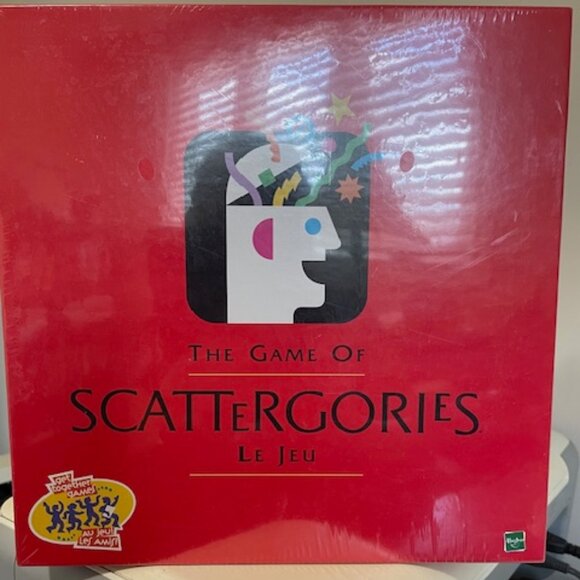 THE GAME OF
SCATTERGORIES
LE JEU
get
together
games
AU JEU
LES AMIS!
Hasbro